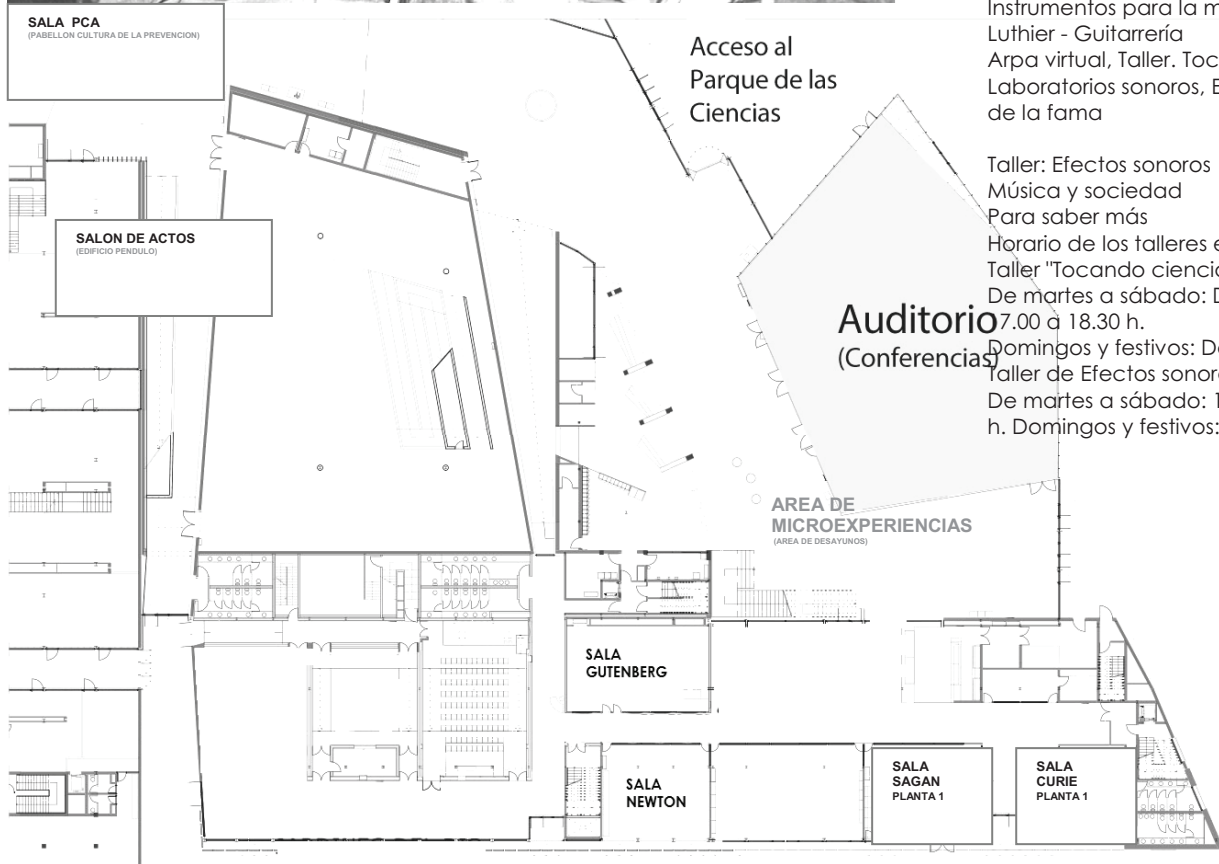 SALA PCA
(PABELLON CULTURA DE LA PREVENCION)
SALON DE ACTOS
(EDIFICIO PENDULO)
Acceso al
Parque de las
Ciencias
Auditorio
(Conferencias)
AREA DE
MICROEXPERIENCIAS
(AREA DE DESAYUNOS)
SALA
GUTENBERG
SALA
NEWTON
SALA
SAGAN
PLANTA 1
SALA
CURIE
PLANTA 1
Instrumentos para la
Luthier - Guitarrería
Arpa virtual, Taller.
Laboratorios sonoros,
de la fama
Taller: Efectos sonoros
Música y sociedad
Para saber más
Horario de los talleres
Taller "Tocando
De martes a sábado:
7.00 a 18.30 h.
Domingos y festivos:
Taller de Efectos
De martes a sábado:
h. Domingos y festivos: